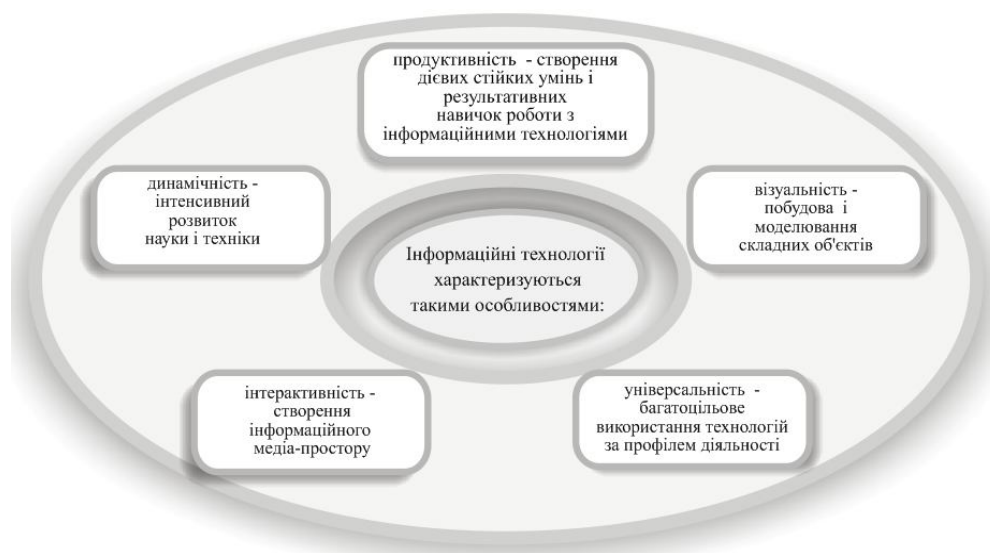 продуктивність - створення
дієвих стійких умінь і
результативних
навичок роботи з
інформаційними технологіями
динамічність -
інтенсивний
розвиток
науки і техніки
візуальність -
побудова і
моделювання
складних об'єктів
Інформаційні технології
характеризуються
такими особливостями:
інтерактивність -
створення
інформаційного
медіа-простору
універсальність -
багатоцільове
використання технологій
за профілем діяльності